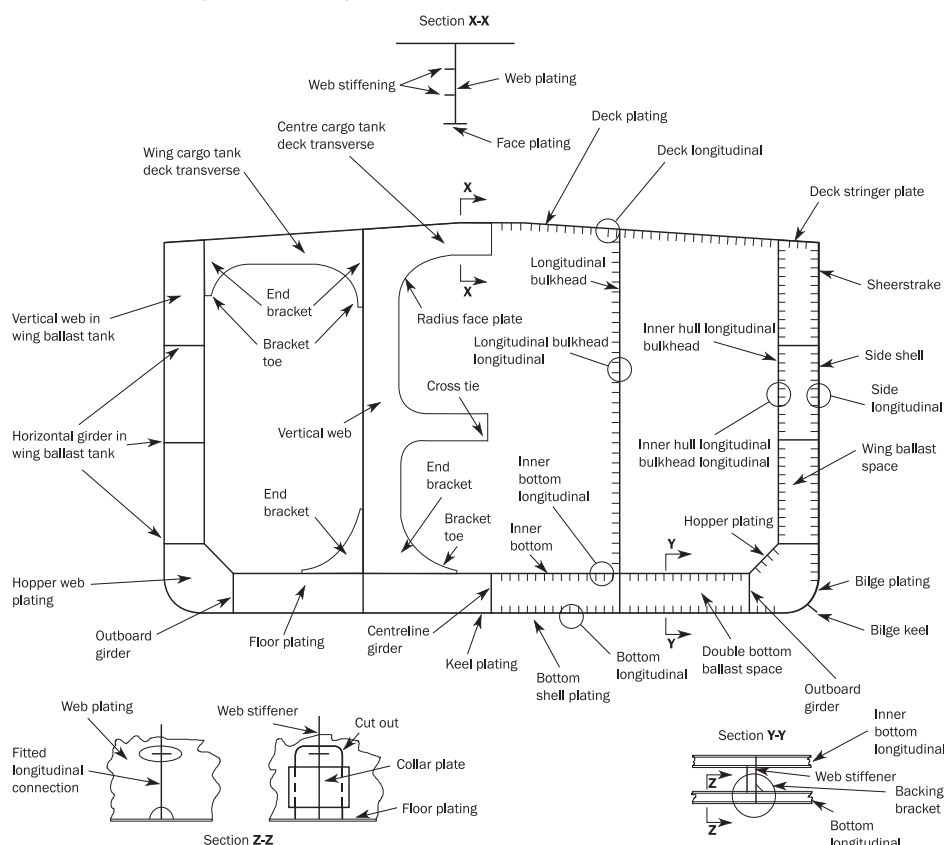 Section X-X
Web stiffening
Web plating
Face plating
Centre cargo tank
deck transverse
Wing cargo tank
deck transverse
Deck plating
Deck longitudinal
Deck stringer plate
X
X
Sheerstrake
Vertical web in
wing ballast tank
End
bracket
Bracket
toe
Radius face plate
Longitudinal
bulkhead
Longitudinal bulkhead
longitudinal
Inner hull longitudinal
bulkhead
Side shell
Side
longitudinal
Cross tie
Vertical web
Horizontal girder in
wing ballast tank
Inner hull longitudinal
bulkhead longitudinal
Wing ballast
space
End
bracket
End
bracket
Bracket
toe
Inner
bottom
longitudinal
Inner
bottom
Hopper plating
Y
Y
Hopper web
plating
Bilge plating
Bilge keel
Outboard
girder
Floor plating
Centreline
girder
Keel plating
Bottom
shell plating
Bottom
longitudinal
Double bottom
ballast space
Outboard
girder
Web plating
Fitted
longitudinal
connection
Web stiffener
Cut out
Collar plate
Floor plating
Section Z-Z
Section Y-Y
Inner
bottom
longitudinal
Web stiffener
Backing
bracket
Z
Z
Bottom
longitudinal